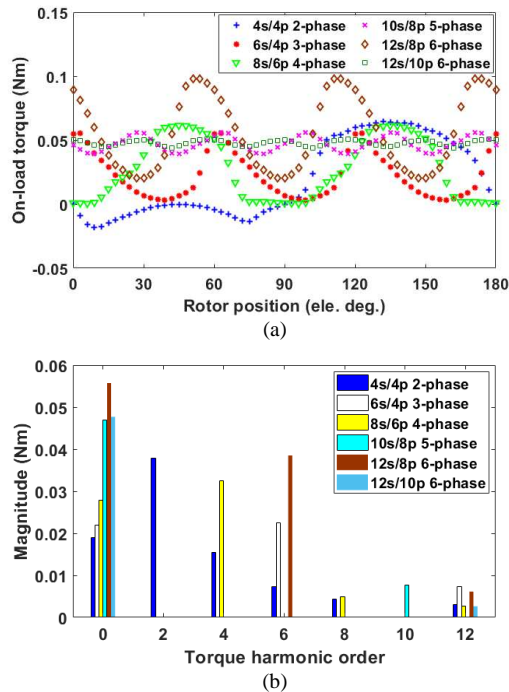 4s/4p 2-phase
6s/4p 3-phase
8s/6p 4-phase
10s/8p 5-phase
12s/8p 6-phase
12s/10p 6-phase
0.15
0.1
0.05
0
-0.05
On-load torque (Nm)
0 30 60 90 120 150 180
Rotor position (ele. deg.)
(a)
4s/4p 2-phase
6s/4p 3-phase
8s/6p 4-phase
10s/8p 5-phase
12s/8p 6-phase
12s/10p 6-phase
0.06
0.05
0.04
0.03
0.02
0.01
0
Magnitude (Nm)
0 2 4 6 8 10 12
Torque harmonic order
(b)